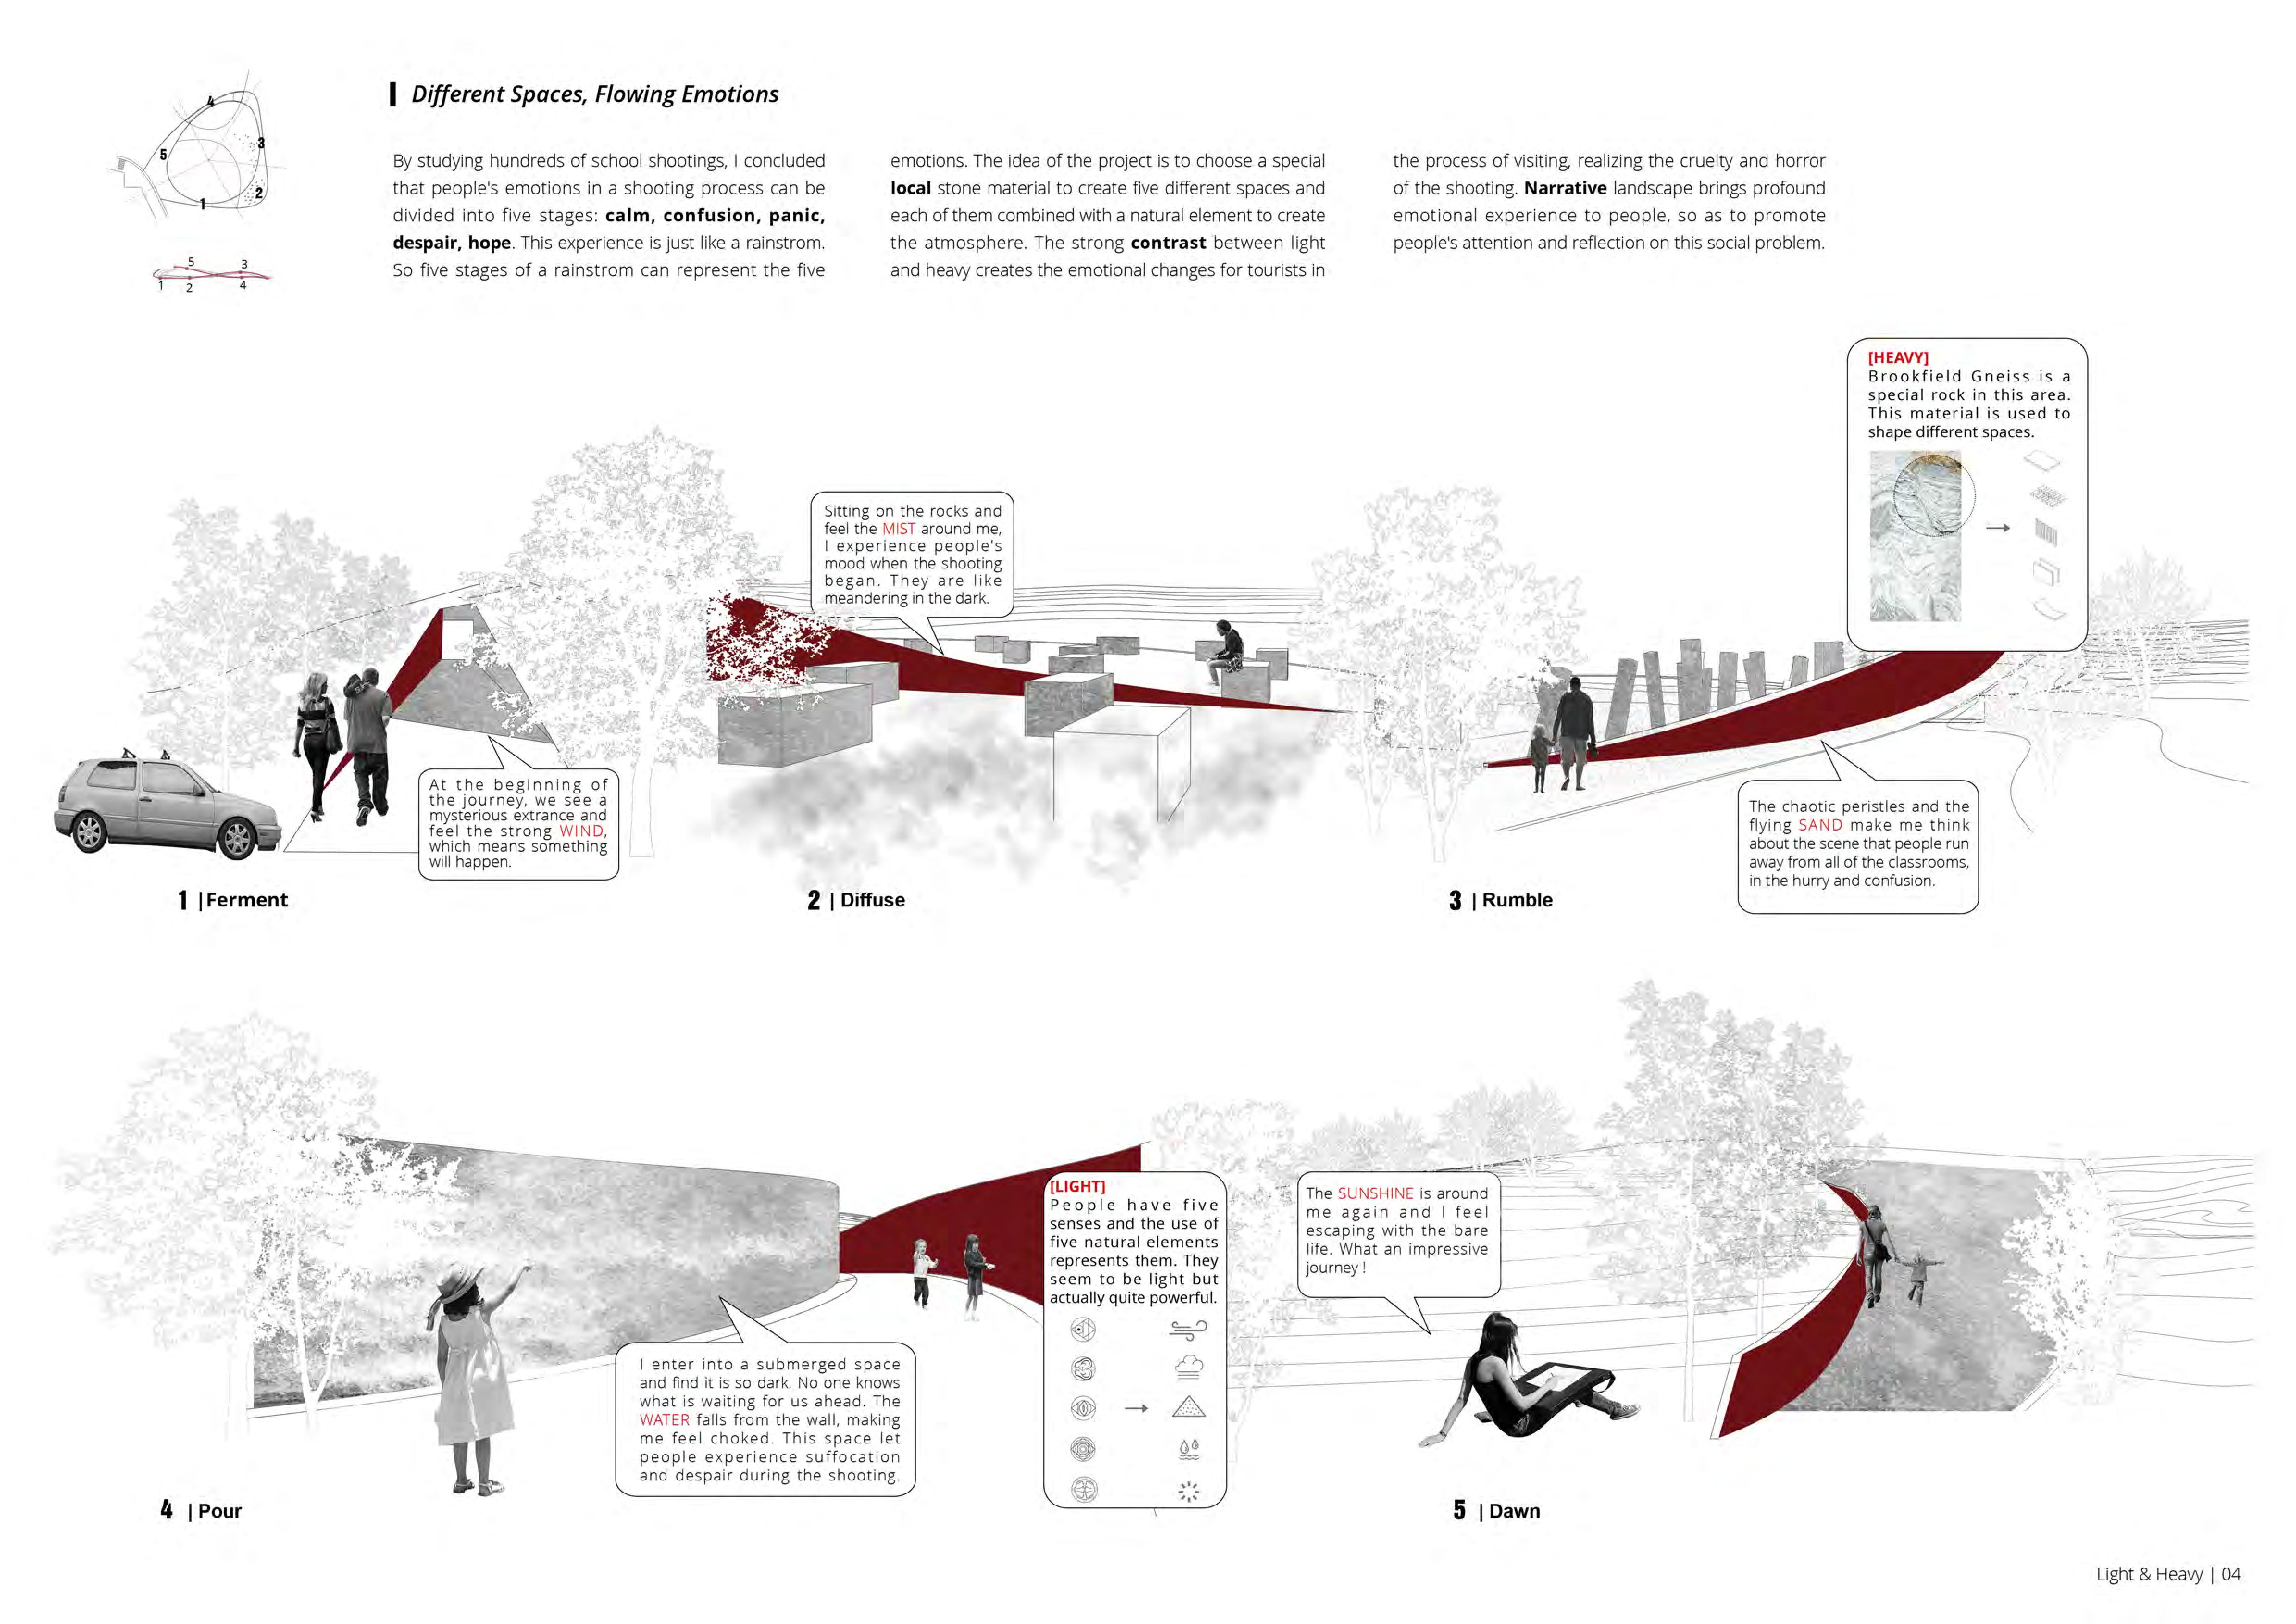 4
3
5
2
1
5
3
1
2
4
Different Spaces, Flowing Emotions
By studying hundreds of school shootings, I concluded
that people's emotions in a shooting process can be
divided into five stages: calm, confusion, panic,
despair, hope. This experience is just like a rainstrom.
So five stages of a rainstrom can represent the five
emotions. The idea of the project is to choose a special
local stone material to create five different spaces and
each of them combined with a natural element to create
the atmosphere. The strong contrast between light
and heavy creates the emotional changes for tourists in
the process of visiting, realizing the cruelty and horror
of the shooting. Narrative landscape brings profound
emotional experience to people, so as to promote
people's attention and reflection on this social problem.
[HEAVY]
Brookfield Gneiss is a
special rock in this area.
This material is used to
shape different spaces.
Sitting on the rocks and
feel the MIST around me,
I experience people's
mood when the shooting
began. They are like
meandering in the dark.
At the beginning of
the journey, we see a
mysterious extrance and
feel the strong WIND,
which means something
will happen.
The chaotic peristles and the
flying SAND make me think
about the scene that people run
away from all of the classrooms,
in the hurry and confusion.
1 | Ferment
2 | Diffuse
3 | Rumble
[LIGHT]
People have five
senses and the use of
five natural elements
represents them. They
seem to be light but
actually quite powerful.
The SUNSHINE is around
me again and I feel
escaping with the bare
life. What an impressive
journey !
I enter into a submerged space
and find it is so dark. No one knows
what is waiting for us ahead. The
WATER falls from the wall, making
me feel choked. This space let
people experience suffocation
and despair during the shooting.
4 | Pour
5 | Dawn
Light & Heavy | 04